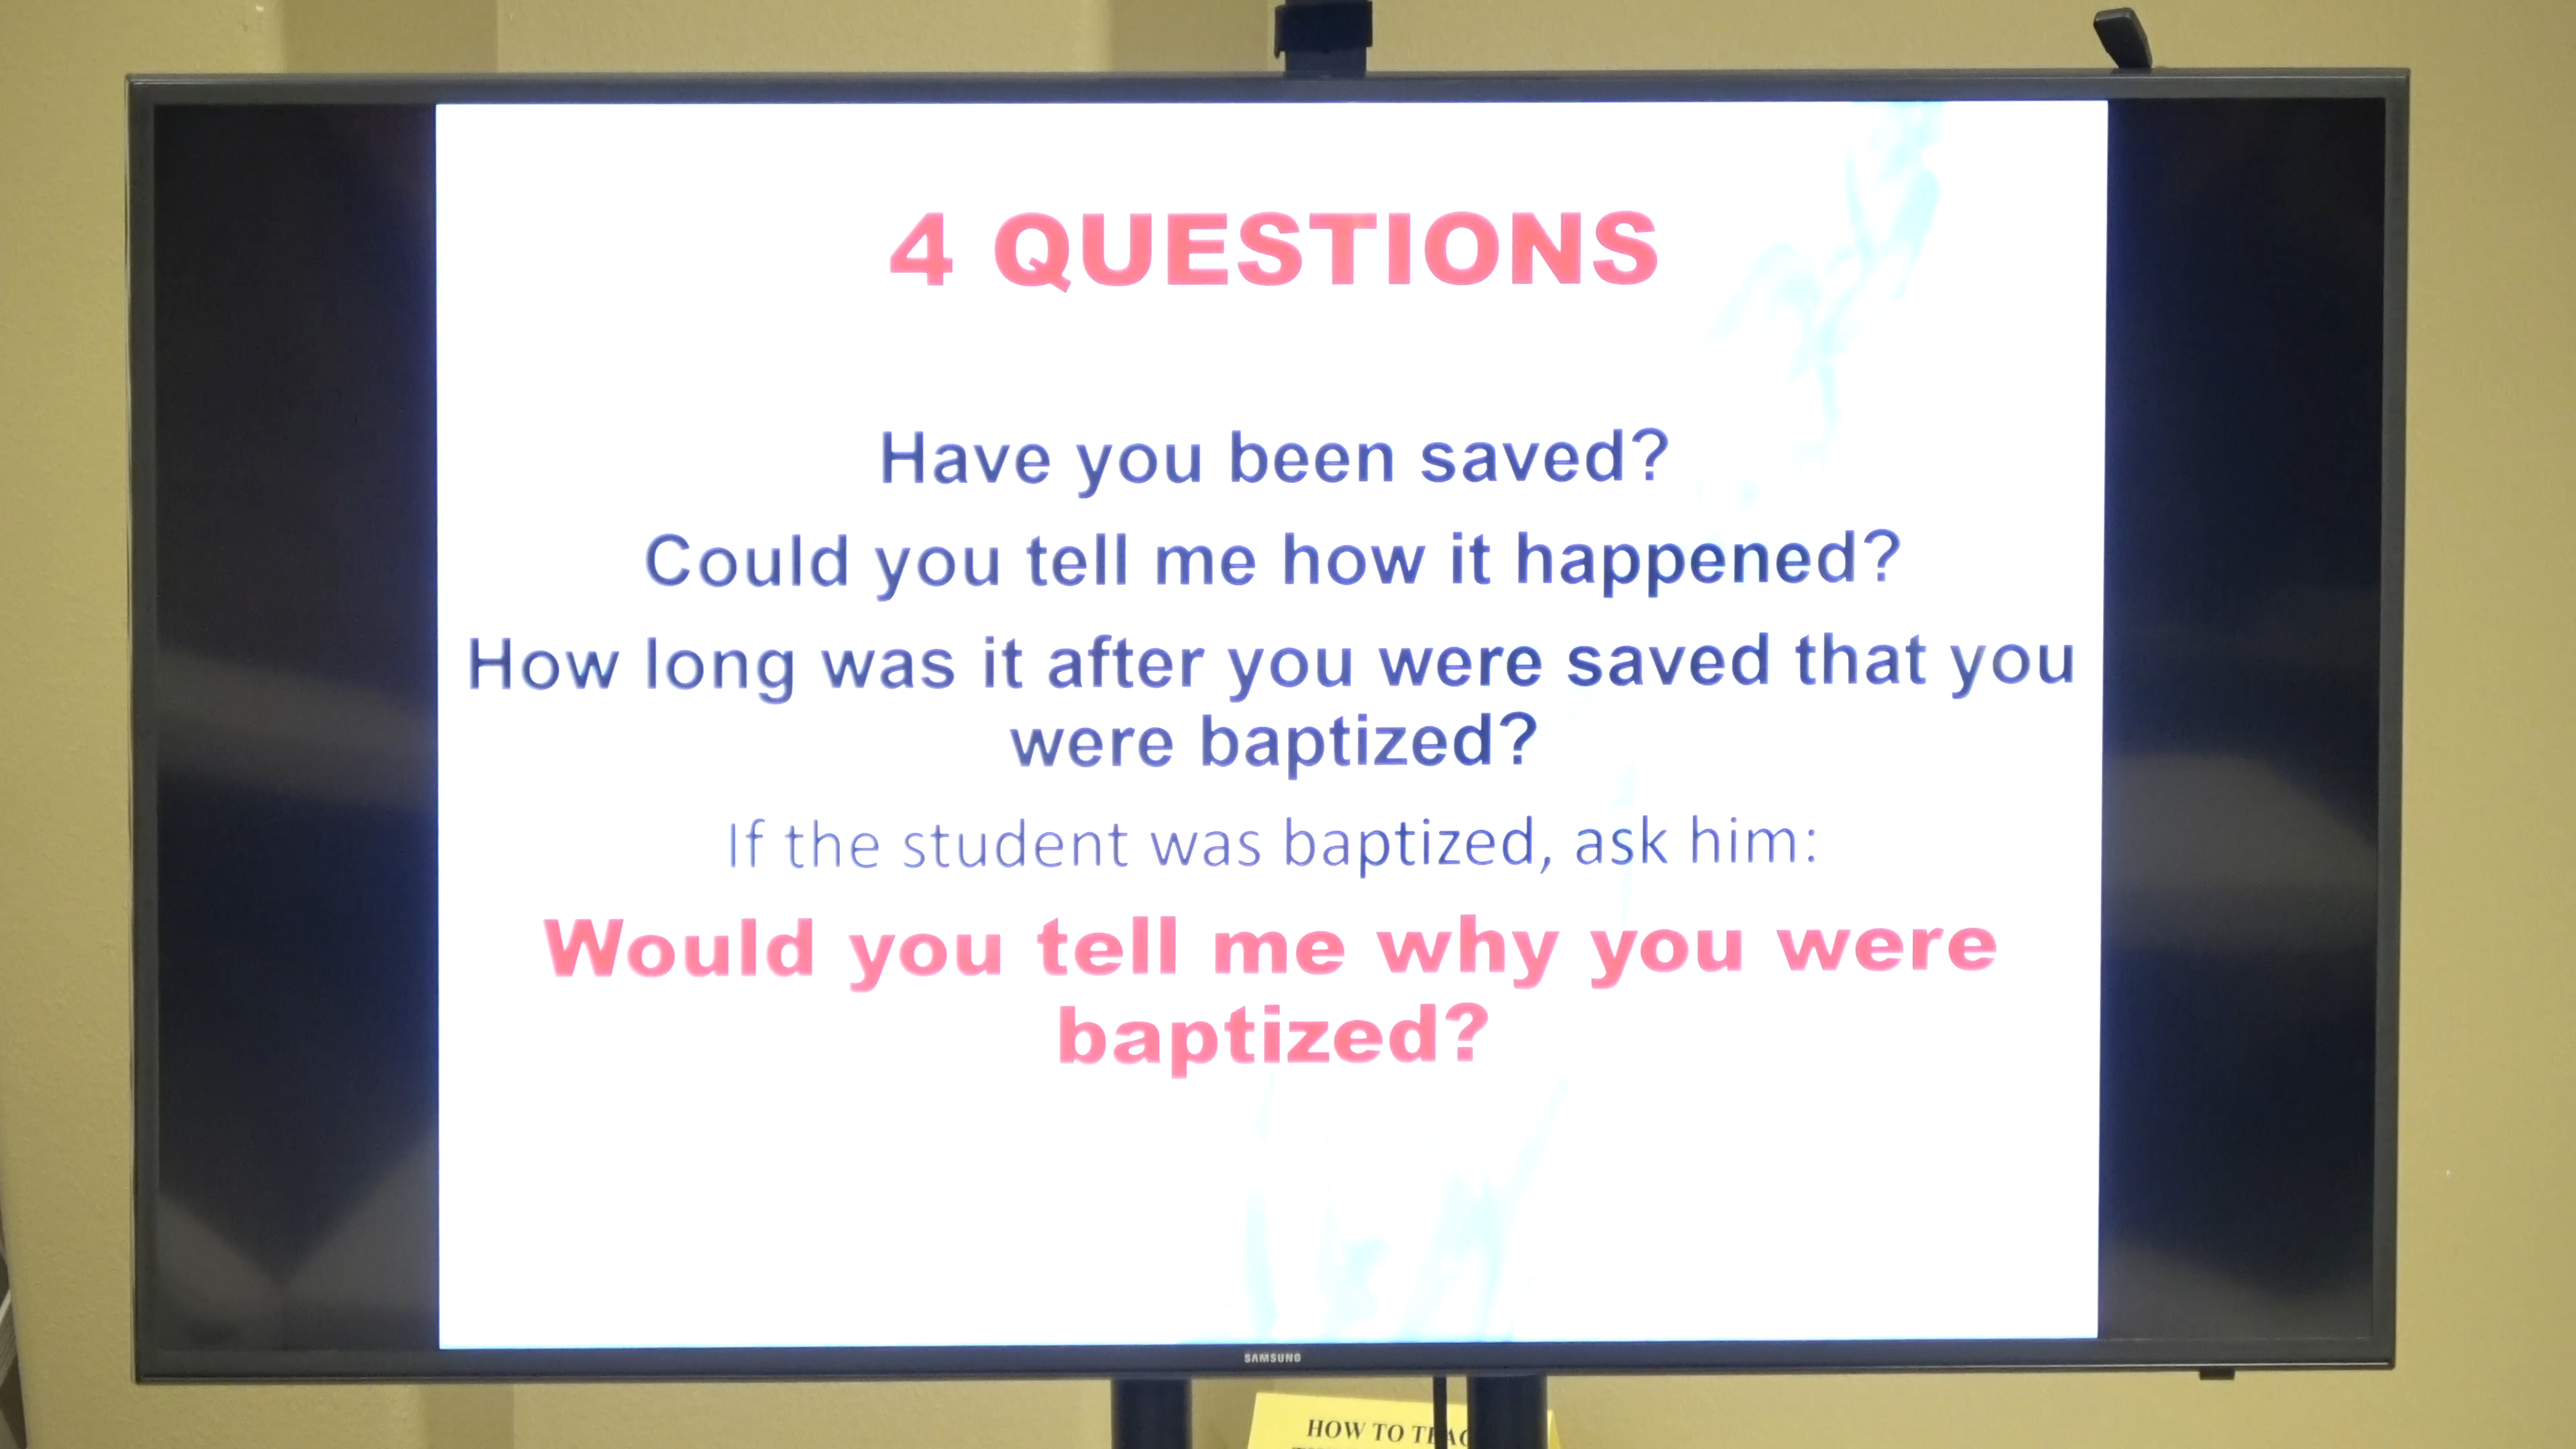 4 QUESTIONS
Have you been saved?
Could you tell me how it happened?
How long was it after you were saved that you
were baptized?
If the student was baptized, ask him:
Would you tell me why you were
baptized?
SAMSUNG
HOW TO